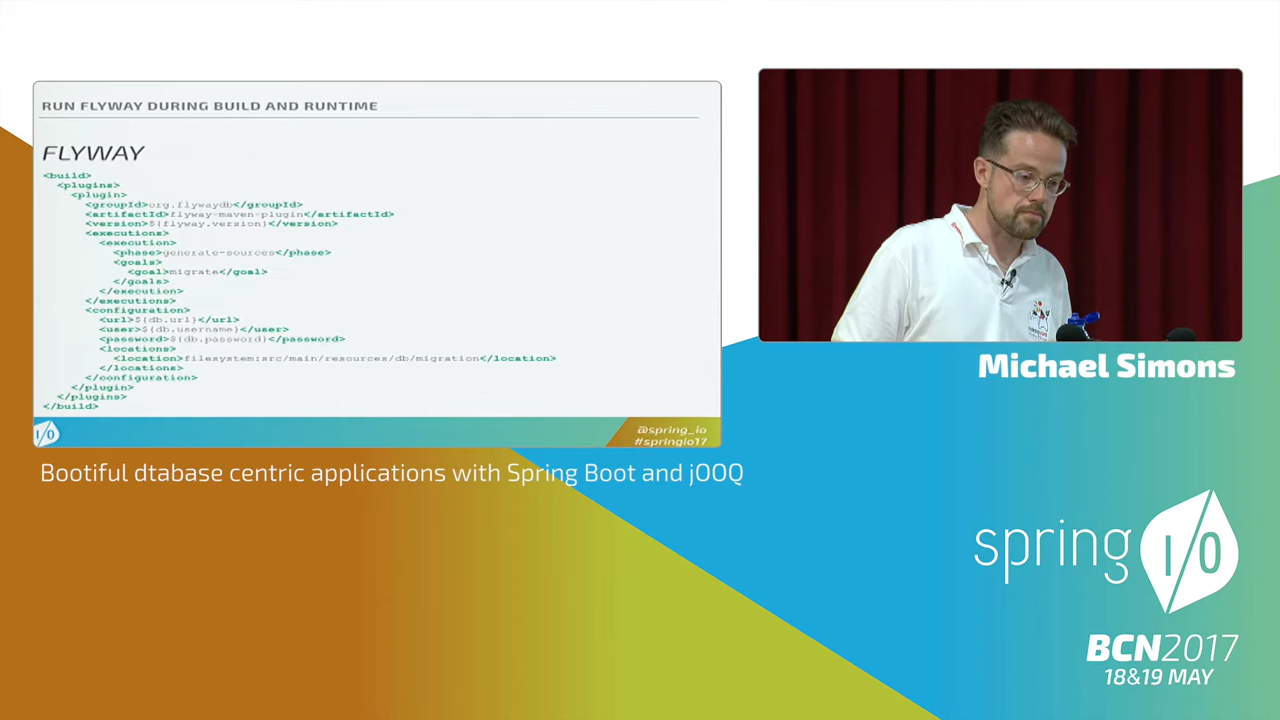 RUN FLYWAY DURING BUILD AND RUNTIME
FLYWAY
<build>
<plugins>
<plugin>
<groupId>org.flywaydb</groupId>
<artifactId>flyway-maven-plugin</artifactId>
<version>${flyway.version}</version>
<executions>
<execution>
<phase>generate-sources</phase>
<goals>
<goal>migrate</goal>
</goals>
</execution>
</executions>
<configuration>
<url>${db.url}</url>
<user>${db.username}</user>
<password>${db.password}</password>
<locations>
<location>filesystem:src/main/resources/db/migration</location>
</locations>
</configuration>
</plugin>
</plugins>
</build>
I/O
@spring_io
#springio17
Michael Simons
Bootiful dtabase centric applications with Spring Boot and jOOQ
spring I/O
BCN2017
18&19 MAY